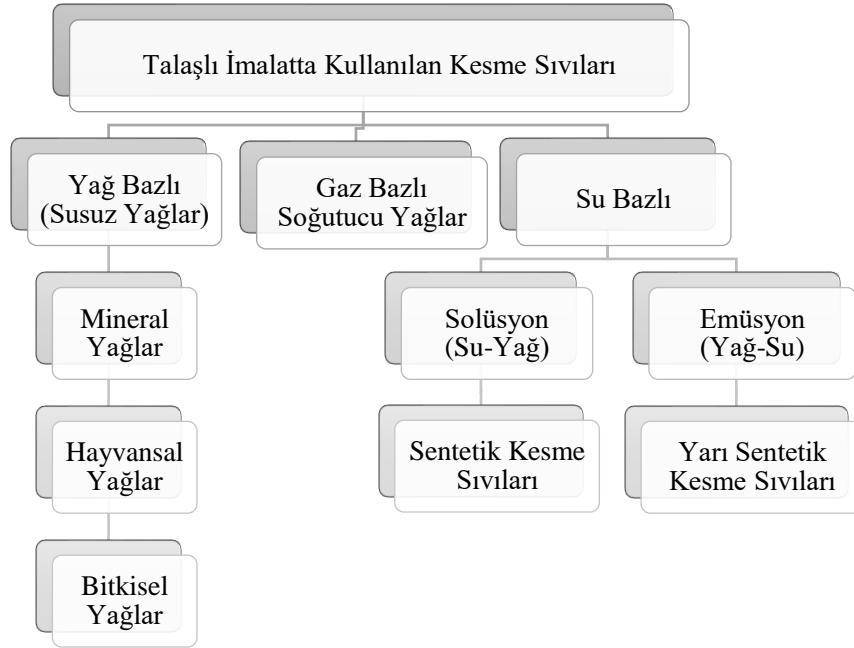 Talaşlı İmalatta Kullanılan Kesme Sıvıları
Yağ Bazlı
(Susuz Yağlar)
Gaz Bazlı
Soğutucu Yağlar
Su Bazlı
Mineral
Yağlar
Solüsyon
(Su-Yağ)
Emüsyon
(Yağ-Su)
Hayvansal
Yağlar
Sentetik Kesme
Sıvıları
Yarı Sentetik
Kesme Sıvıları
Bitkisel
Yağlar